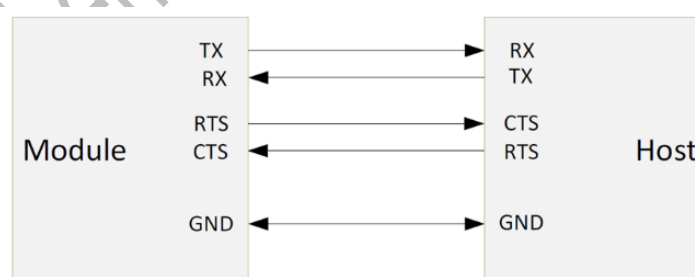 TX RX
RX TX
RTS CTS
Module CTS RTS Host
GND GND